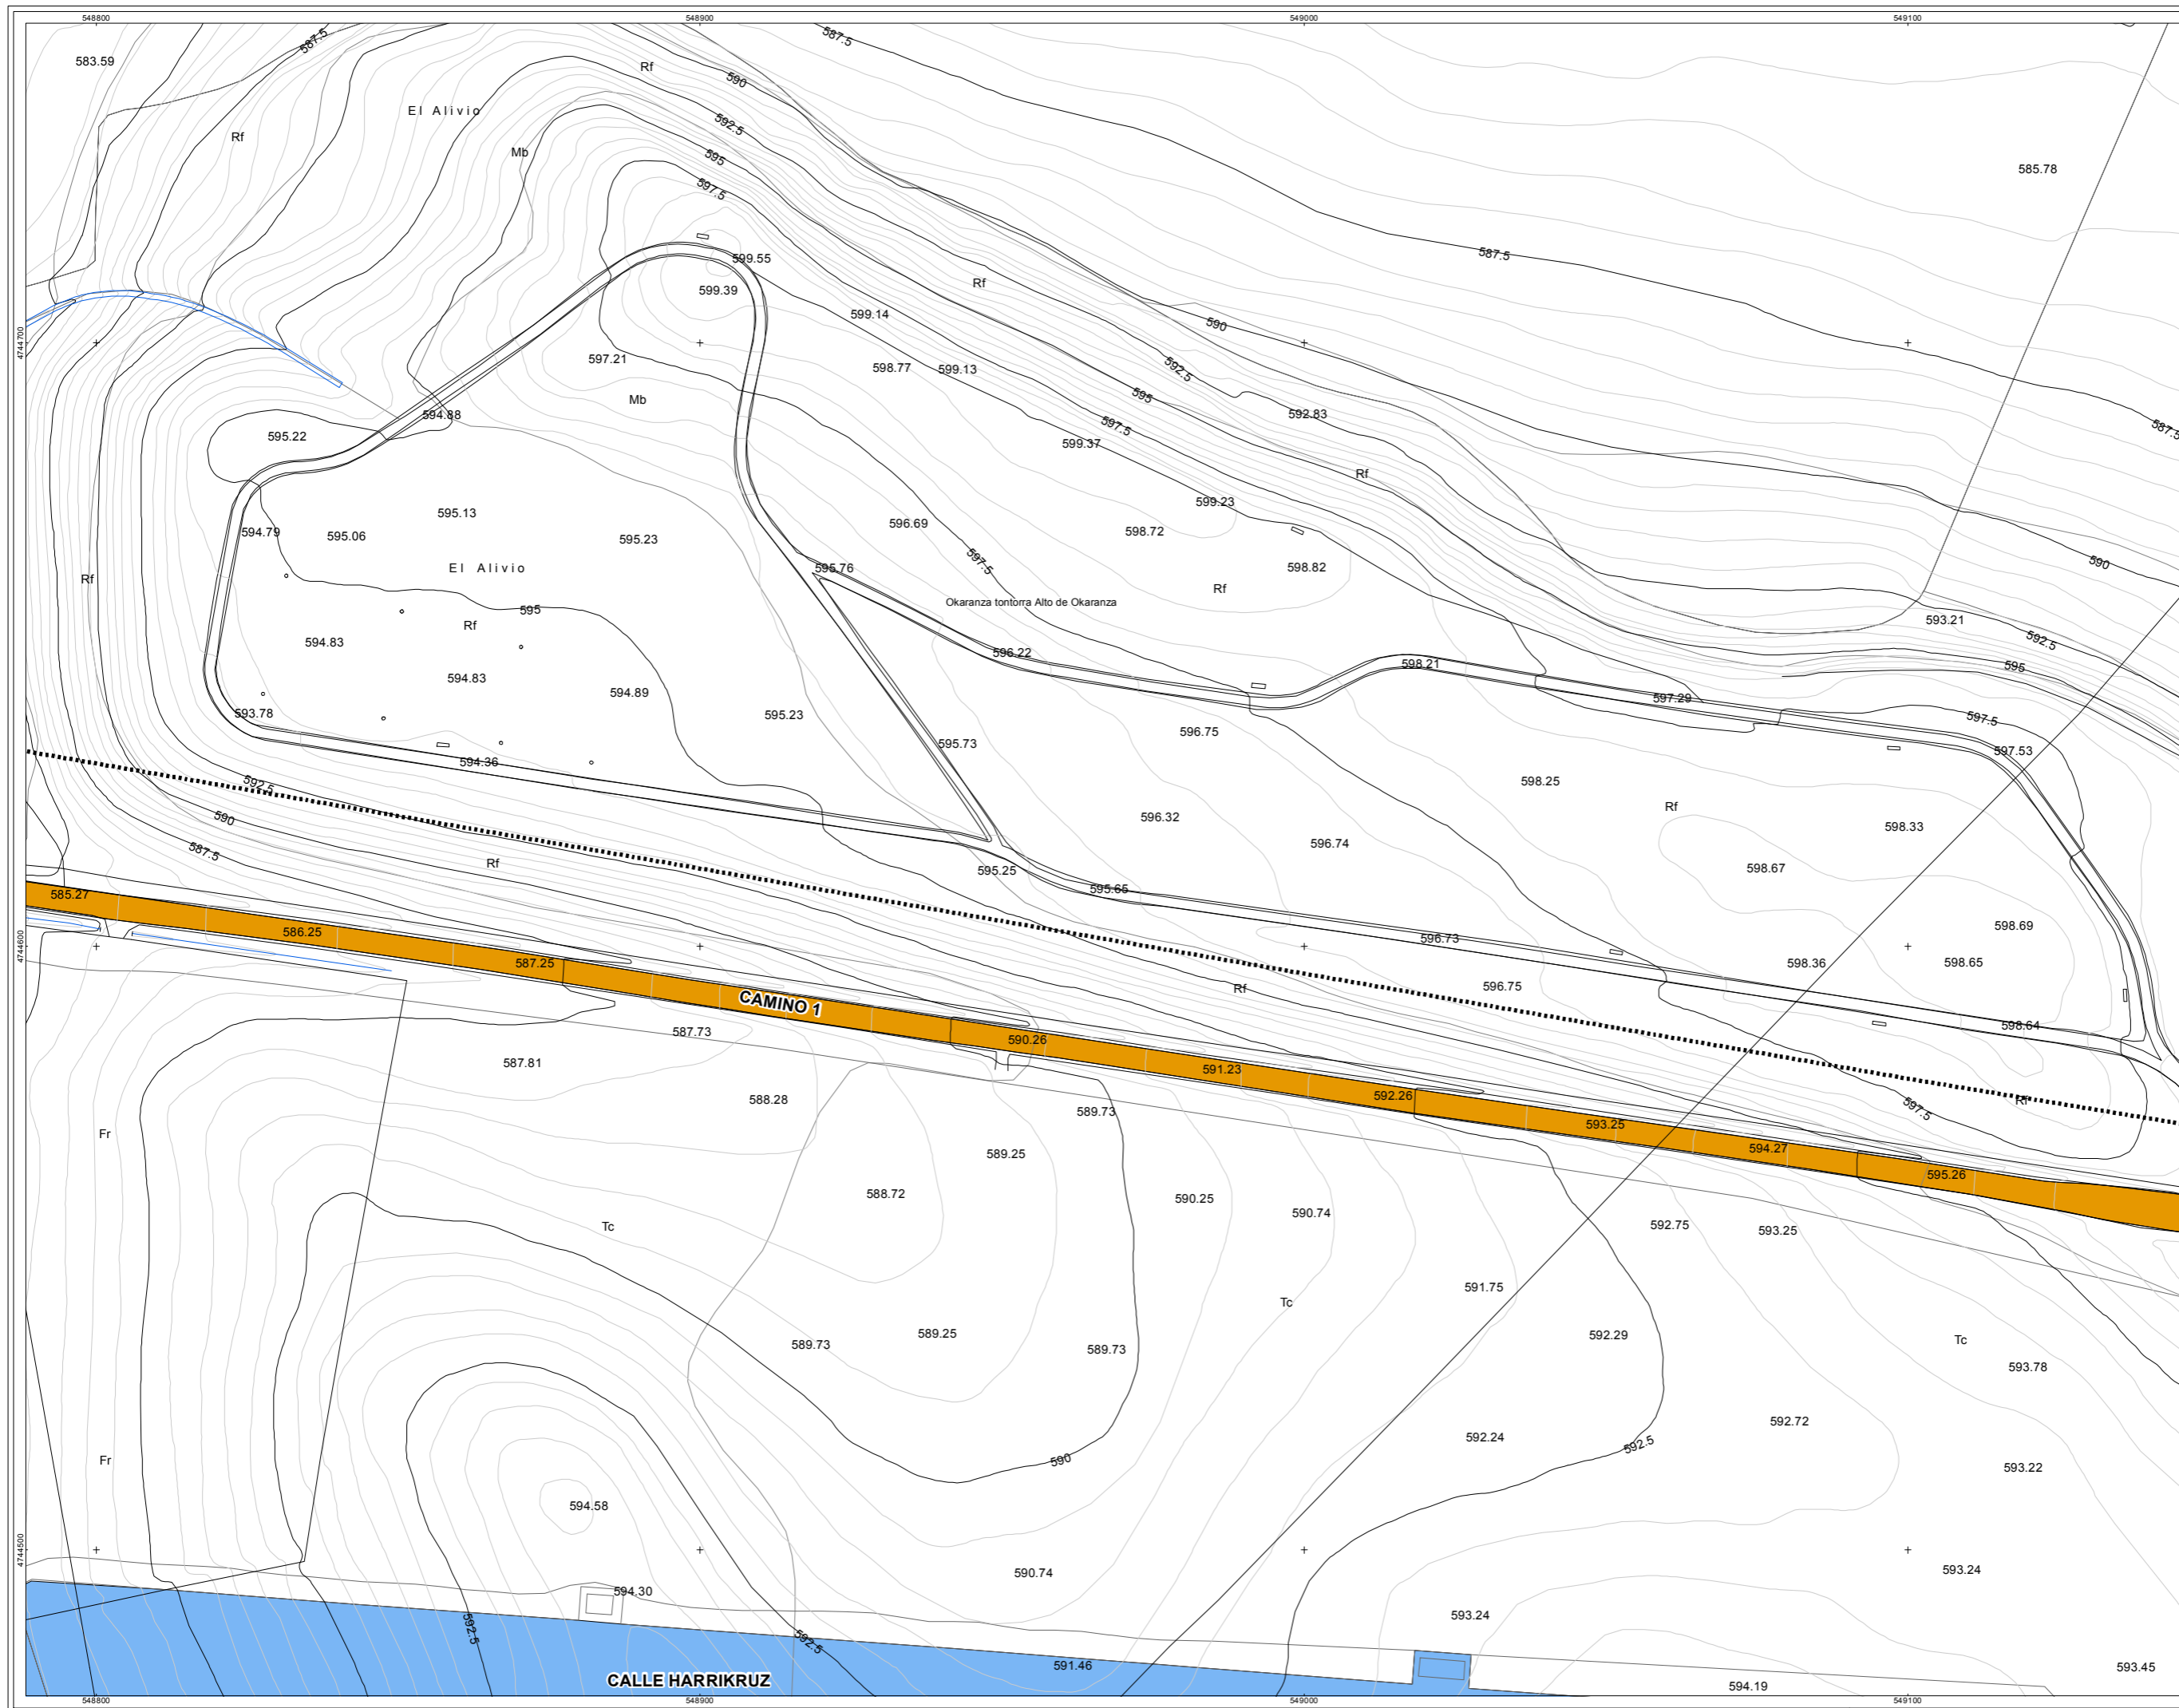 548800 548900 549000 549100
587.5 587.5
583.59 Rf 590
El Alivio
Rf 592.5
Mb 595
585.78
597.5
599.55 587.5
599.39 Rf
599.14 590
4744700
597.21 598.77 599.13 592.5
Mb 595
594.88 592.83
595.22 597.5 587.5
599.37
Rf
599.23
595.13
594.79 595.06 595.23 596.69 598.72
597.5 590
El Alivio 595.76 598.82
Rf Rf
Okaranza tontorra Alto de Okaranza
595
Rf 593.21
594.83 592.5
596.22 598.21 595
594.83 594.89 597.29
593.78 595.23 597.5
596.75
595.73 597.53
594.36
592.5 598.25
590 596.32 Rf
598.33
587.5 596.74
Rf 595.25 598.67
585.27 595.65
586.25 596.73 598.69
4744600
587.25 598.36 598.65
CAMINO 1 Rf 596.75
587.73 590.26 598.64
587.81 591.23
588.28 592.26 597.5 Rf
589.73
Fr 593.25
589.25 594.27
595.26
588.72 590.25
Tc 590.74 592.75 593.25
591.75
Tc
589.73 589.25 589.73 592.29 Tc
593.78
592.72
592.24 592.5
Fr 590
593.22
594.58
4744500
590.74 593.24
594.30
593.24
592.5 592.5
591.46 593.45
CALLE HARRIKRUZ 594.19
548800 548900 549000 549100